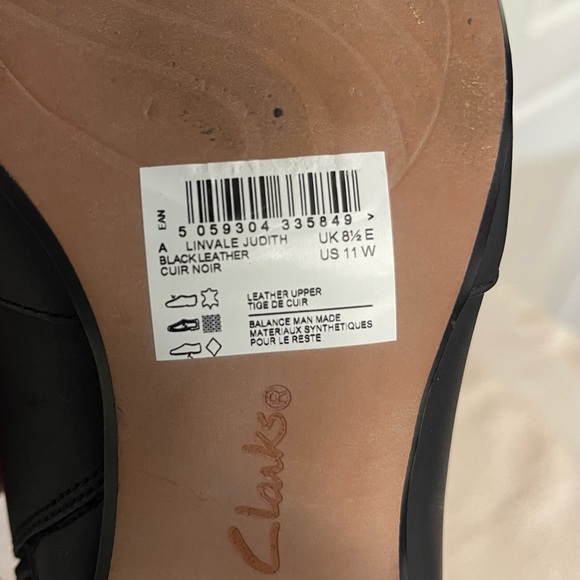 EAN
5 059304 335849 >
A LINVALE JUDITH UK 8½ E
BLACK LEATHER US 11 W
CUIR NOIR
LEATHER UPPER
TIGE DE CUIR
BALANCE MAN MADE
MATERIAUX SYNTHÉTIQUES
POUR LE RESTE
Clarks®